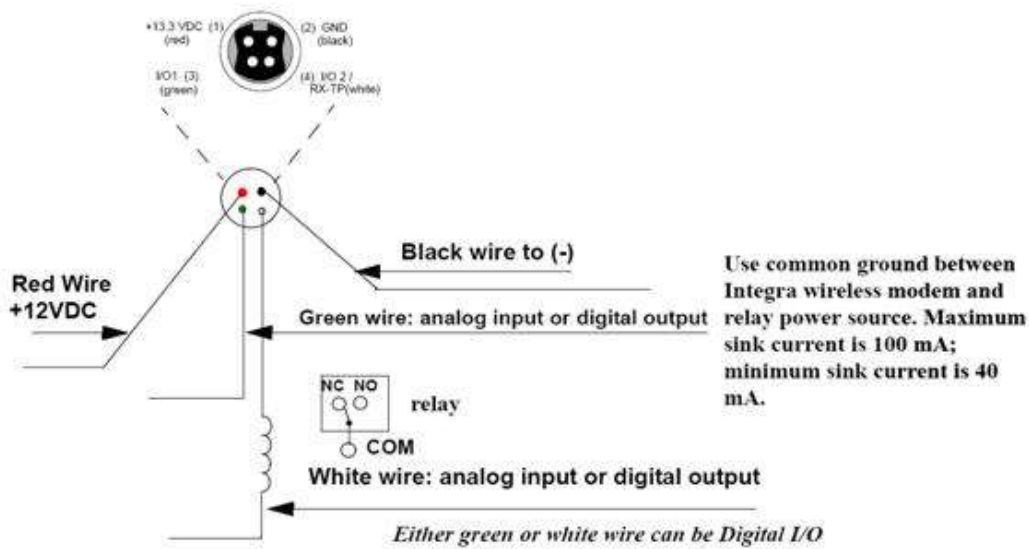 +13.3 VDC (1)
(red)
(2) GND
(black)
I/O1 (3)
(green)
(4) I/O 2 /
RX-TP(white)
Black wire to (-)
Red Wire
+12VDC
Green wire: analog input or digital output
Use common ground between
Integra wireless modem and
relay power source. Maximum
sink current is 100 mA;
minimum sink current is 40
mA.
NC NO
relay
COM
White wire: analog input or digital output
Either green or white wire can be Digital I/O